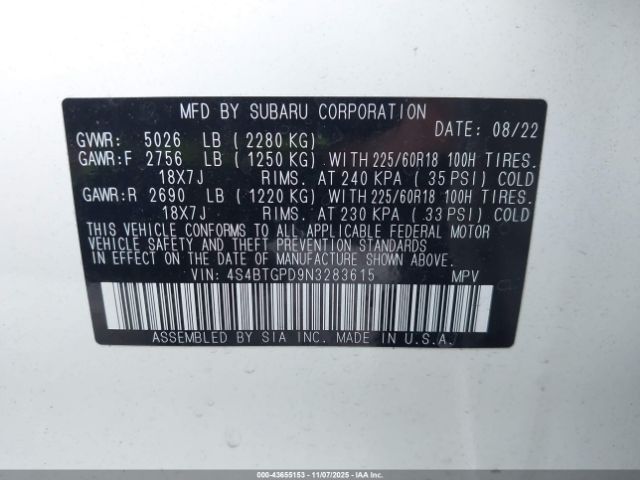 MFD BY SUBARU CORPORATION
DATE: 08/22
GVWR: 5026 LB ( 2280 KG)
GAWR:F 2756 LB ( 1250 KG) WITH 225/60R18 100H TIRES.
18X7J RIMS. AT 240 KPA ( 35 PSI) COLD
GAWR:R 2690 LB ( 1220 KG) WITH 225/60R18 100H TIRES.
18X7J RIMS. AT 230 KPA ( 33 PSI) COLD
THIS VEHICLE CONFORMS TO ALL APPLICABLE FEDERAL MOTOR
VEHICLE SAFETY AND THEFT PREVENTION STANDARDS
IN EFFECT ON THE DATE OF MANUFACTURE SHOWN ABOVE.
VIN: 4S4BTGPD9N3283615 MPV
ASSEMBLED BY SIA INC. MADE IN U.S.A.
000-43655153 - 11/07/2025 - IAAI.COM